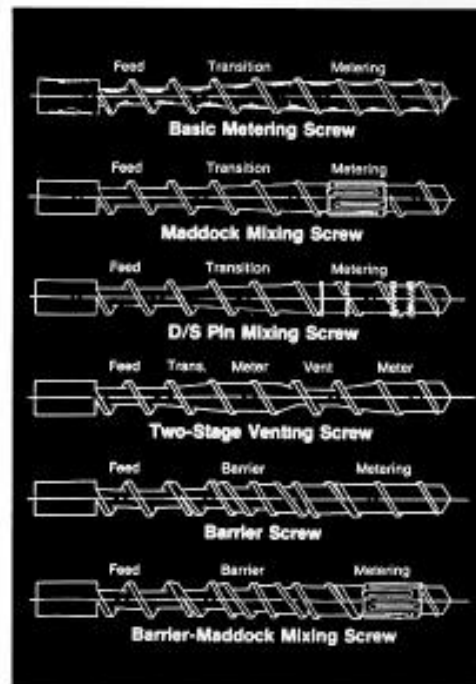 Feed Transition Metering
Basic Metering Screw
Feed Transition Metering
Maddock Mixing Screw
Feed Transition Metering
D/S Pin Mixing Screw
Feed Trans. Meter Vent Meter
Two-Stage Venting Screw
Feed Barrier Metering
Barrier Screw
Feed Barrier Metering
Barrier-Maddock Mixing Screw